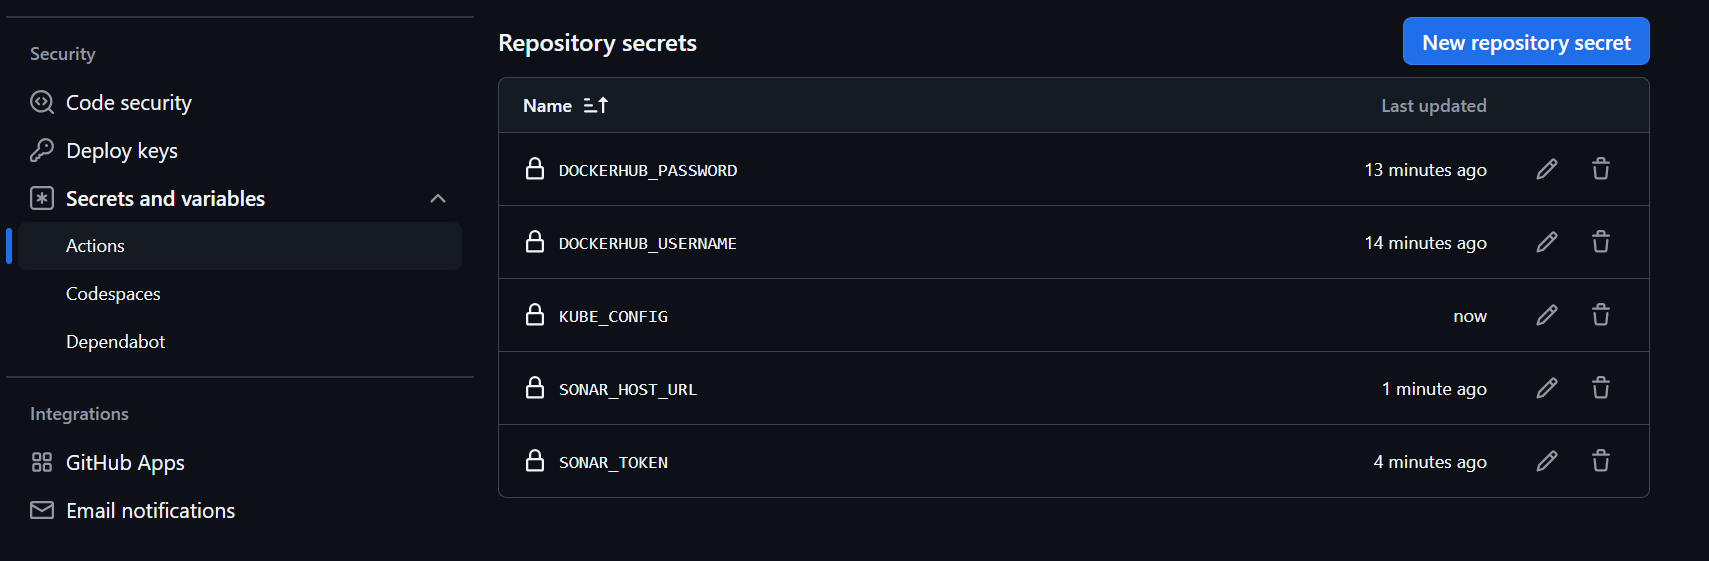 Security
Code security
Deploy keys
Secrets and variables
Actions
Codespaces
Dependabot
Integrations
GitHub Apps
Email notifications
Repository secrets
New repository secret
Name Last updated
DOCKERHUB_PASSWORD 13 minutes ago
DOCKERHUB_USERNAME 14 minutes ago
KUBE_CONFIG now
SONAR_HOST_URL 1 minute ago
SONAR_TOKEN 4 minutes ago